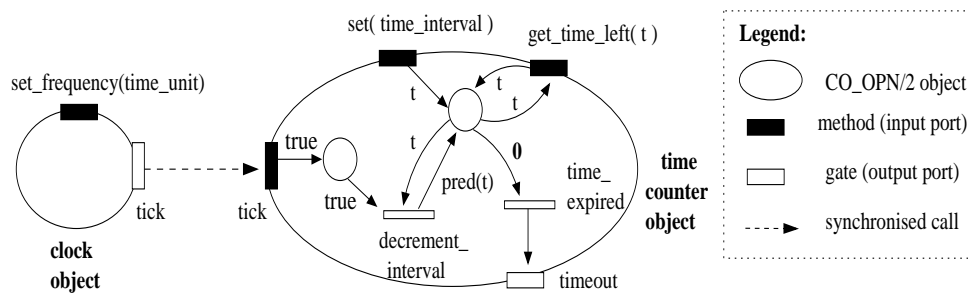 set( time_interval )
get_time_left( t )
set_frequency(time_unit)
t
t
t
true
t
0
true
pred(t)
time_
expired
tick
tick
decrement_
interval
timeout
clock
object
time
counter
object
Legend:
CO_OPN/2 object
method (input port)
gate (output port)
synchronised call